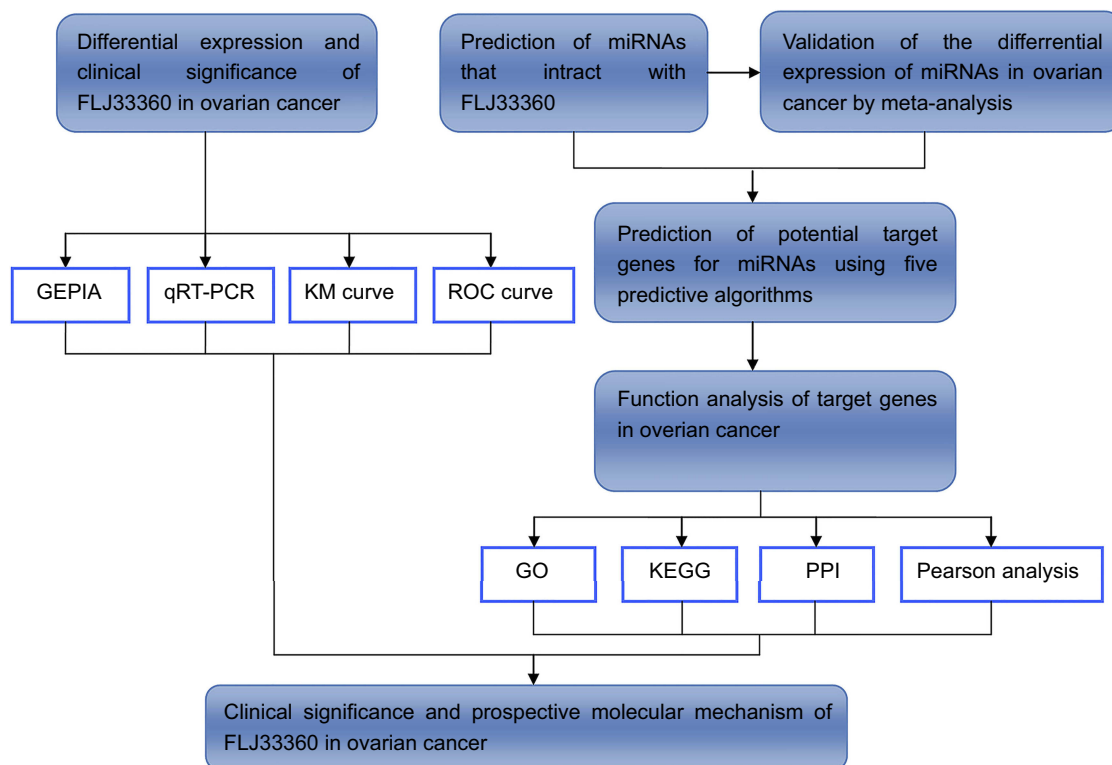 Differential expression and
clinical significance of
FLJ33360 in ovarian cancer
Prediction of miRNAs
that intract with
FLJ33360
Validation of the differrential
expression of miRNAs in ovarian
cancer by meta-analysis
Prediction of potential target
genes for miRNAs using five
predictive algorithms
GEPIA
qRT-PCR
KM curve
ROC curve
Function analysis of target genes
in overian cancer
GO
KEGG
PPI
Pearson analysis
Clinical significance and prospective molecular mechanism of
FLJ33360 in ovarian cancer